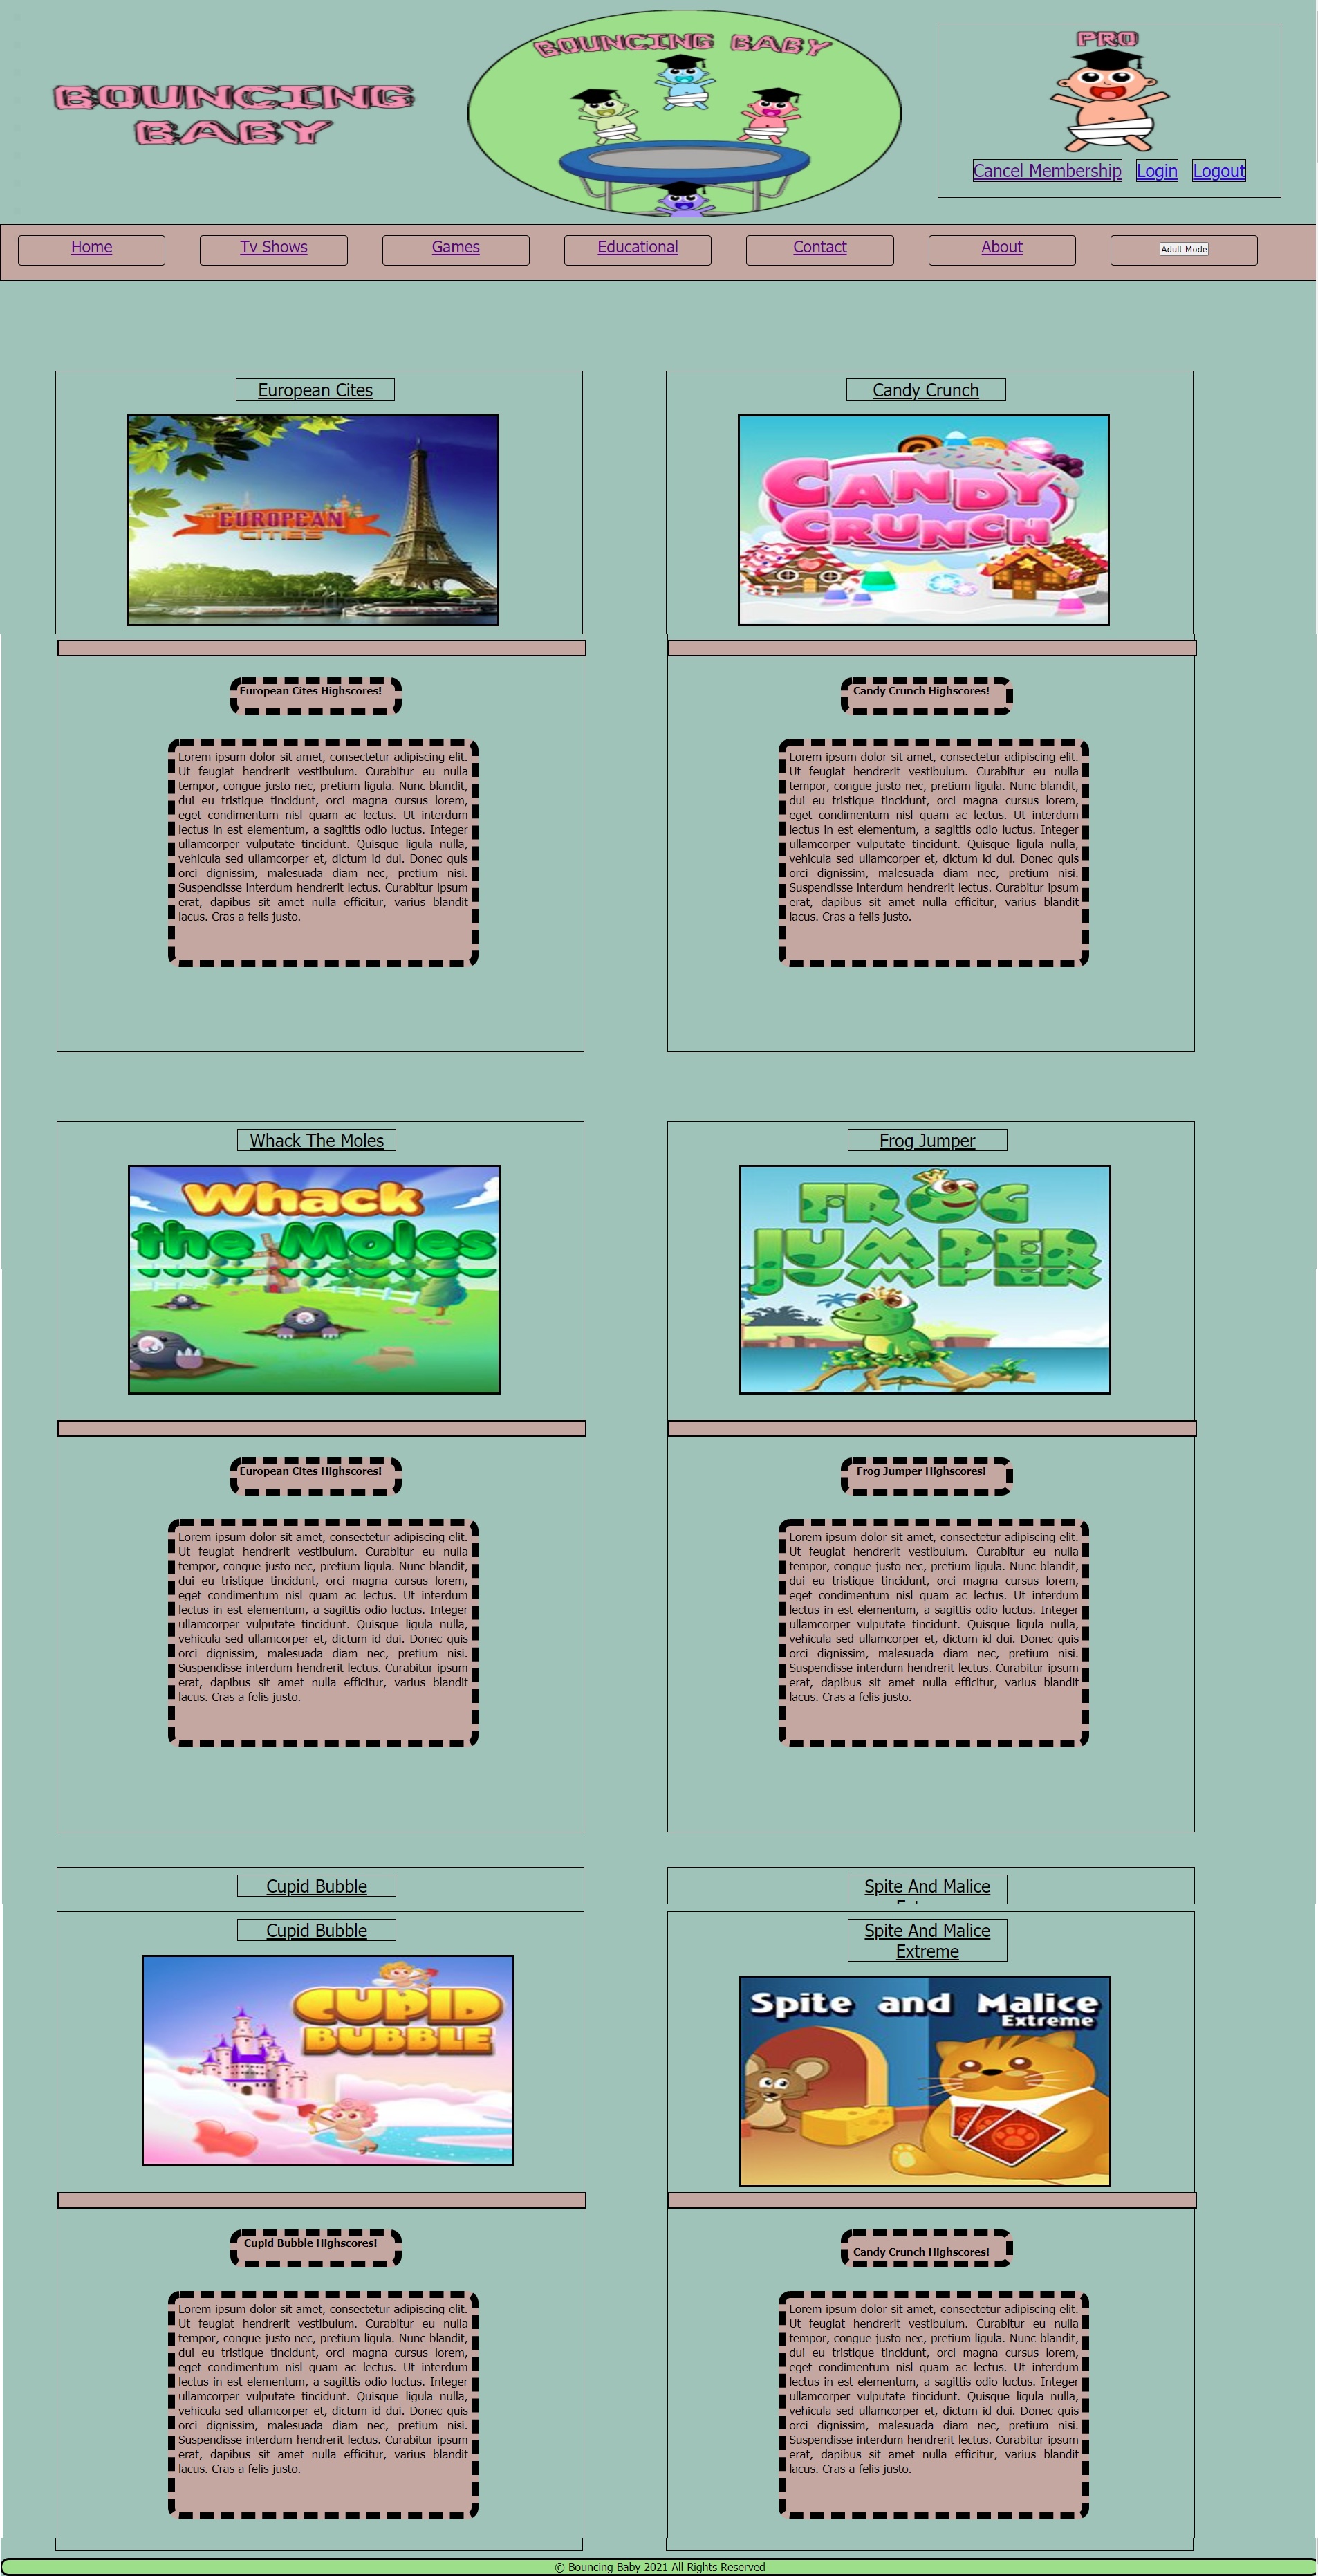 BOUNCING
BABY
BOUNCING BABY
PRO
Cancel Membership Login Logout
Home Tv Shows Games Educational Contact About Adult Mode
European Cites
EUROPEAN
CITIES
European Cites Highscores!
Lorem ipsum dolor sit amet, consectetur adipiscing elit.
Ut feugiat hendrerit vestibulum. Curabitur eu nulla
tempor, congue justo nec, pretium ligula. Nunc blandit,
dui eu tristique tincidunt, orci magna cursus lorem,
eget condimentum nisl quam ac lectus. Ut interdum
lectus in est elementum, a sagittis odio luctus. Integer
ullamcorper vulputate tincidunt. Quisque ligula nulla,
vehicula sed ullamcorper et, dictum id dui. Donec quis
orci dignissim, malesuada diam nec, pretium nisi.
Suspendisse interdum hendrerit lectus. Curabitur ipsum
erat, dapibus sit amet nulla efficitur, varius blandit
lacus. Cras a felis justo.
Candy Crunch
CANDY
CRUNCH
Candy Crunch Highscores!
Lorem ipsum dolor sit amet, consectetur adipiscing elit.
Ut feugiat hendrerit vestibulum. Curabitur eu nulla
tempor, congue justo nec, pretium ligula. Nunc blandit,
dui eu tristique tincidunt, orci magna cursus lorem,
eget condimentum nisl quam ac lectus. Ut interdum
lectus in est elementum, a sagittis odio luctus. Integer
ullamcorper vulputate tincidunt. Quisque ligula nulla,
vehicula sed ullamcorper et, dictum id dui. Donec quis
orci dignissim, malesuada diam nec, pretium nisi.
Suspendisse interdum hendrerit lectus. Curabitur ipsum
erat, dapibus sit amet nulla efficitur, varius blandit
lacus. Cras a felis justo.
Whack The Moles
Whack
the Moles
European Cites Highscores!
Lorem ipsum dolor sit amet, consectetur adipiscing elit.
Ut feugiat hendrerit vestibulum. Curabitur eu nulla
tempor, congue justo nec, pretium ligula. Nunc blandit,
dui eu tristique tincidunt, orci magna cursus lorem,
eget condimentum nisl quam ac lectus. Ut interdum
lectus in est elementum, a sagittis odio luctus. Integer
ullamcorper vulputate tincidunt. Quisque ligula nulla,
vehicula sed ullamcorper et, dictum id dui. Donec quis
orci dignissim, malesuada diam nec, pretium nisi.
Suspendisse interdum hendrerit lectus. Curabitur ipsum
erat, dapibus sit amet nulla efficitur, varius blandit
lacus. Cras a felis justo.
Frog Jumper
FROG
JUMPER
Frog Jumper Highscores!
Lorem ipsum dolor sit amet, consectetur adipiscing elit.
Ut feugiat hendrerit vestibulum. Curabitur eu nulla
tempor, congue justo nec, pretium ligula. Nunc blandit,
dui eu tristique tincidunt, orci magna cursus lorem,
eget condimentum nisl quam ac lectus. Ut interdum
lectus in est elementum, a sagittis odio luctus. Integer
ullamcorper vulputate tincidunt. Quisque ligula nulla,
vehicula sed ullamcorper et, dictum id dui. Donec quis
orci dignissim, malesuada diam nec, pretium nisi.
Suspendisse interdum hendrerit lectus. Curabitur ipsum
erat, dapibus sit amet nulla efficitur, varius blandit
lacus. Cras a felis justo.
Cupid Bubble
Spite And Malice
Cupid Bubble
CUPID
BUBBLE
Cupid Bubble Highscores!
Lorem ipsum dolor sit amet, consectetur adipiscing elit.
Ut feugiat hendrerit vestibulum. Curabitur eu nulla
tempor, congue justo nec, pretium ligula. Nunc blandit,
dui eu tristique tincidunt, orci magna cursus lorem,
eget condimentum nisl quam ac lectus. Ut interdum
lectus in est elementum, a sagittis odio luctus. Integer
ullamcorper vulputate tincidunt. Quisque ligula nulla,
vehicula sed ullamcorper et, dictum id dui. Donec quis
orci dignissim, malesuada diam nec, pretium nisi.
Suspendisse interdum hendrerit lectus. Curabitur ipsum
erat, dapibus sit amet nulla efficitur, varius blandit
lacus. Cras a felis justo.
Spite And Malice
Extreme
Spite and Malice
Extreme
Candy Crunch Highscores!
Lorem ipsum dolor sit amet, consectetur adipiscing elit.
Ut feugiat hendrerit vestibulum. Curabitur eu nulla
tempor, congue justo nec, pretium ligula. Nunc blandit,
dui eu tristique tincidunt, orci magna cursus lorem,
eget condimentum nisl quam ac lectus. Ut interdum
lectus in est elementum, a sagittis odio luctus. Integer
ullamcorper vulputate tincidunt. Quisque ligula nulla,
vehicula sed ullamcorper et, dictum id dui. Donec quis
orci dignissim, malesuada diam nec, pretium nisi.
Suspendisse interdum hendrerit lectus. Curabitur ipsum
erat, dapibus sit amet nulla efficitur, varius blandit
lacus. Cras a felis justo.
© Bouncing Baby 2021 All Rights Reserved